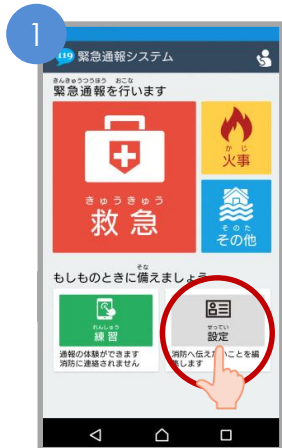 1
119 緊急通報システム
きんきゅうつうほう おこな
緊急通報を行います
きゅうきゅう
救急
かじ
火事
そのた
その他
そな
もしものときに備えましょう
れんしゅう
練習
通報の体験ができます
消防に連絡されません
せってい
設定
消防へ伝えたいことを編
集します